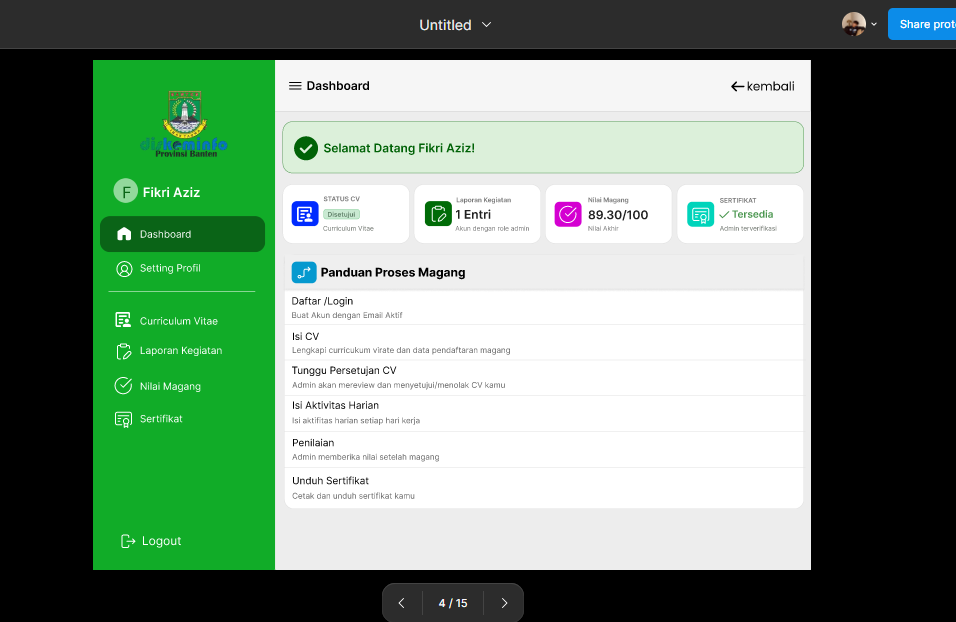 Untitled
Share prot
Dashboard
kembali
diskeminfo
Provinsi Banten
Selamat Datang Fikri Aziz!
F Fikri Aziz
STATUS CV
Disetujui
Curriculum Vitae
Laporan Kegiatan
1 Entri
Akun dengan role admin
Nilai Magang
89.30/100
Nilai Akhir
SERTIFIKAT
Tersedia
Admin terverifikasi
Dashboard
Setting Profil
Curriculum Vitae
Laporan Kegiatan
Nilai Magang
Sertifikat
Logout
Panduan Proses Magang
Daftar /Login
Buat Akun dengan Email Aktif
Isi CV
Lengkapi curricukum virate dan data pendaftaran magang
Tunggu Persetujan CV
Admin akan mereview dan menyetujui/menolak CV kamu
Isi Aktivitas Harian
Isi aktifitas harian setiap hari kerja
Penilaian
Admin memberika nilai setelah magang
Unduh Sertifikat
Cetak dan unduh sertifikat kamu
4 / 15